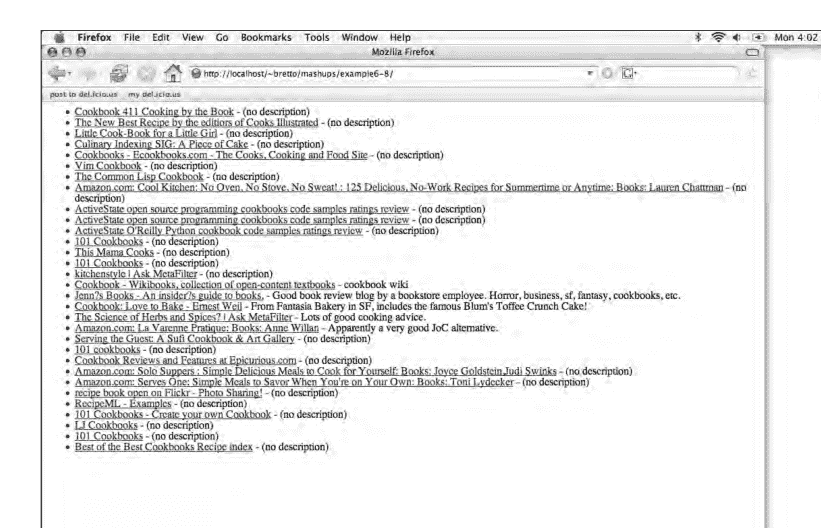 Firefox File Edit View Go Bookmarks Tools Window Help Mon 4:02
Mozilla Firefox
http://localhost/~bretto/mashups/example6-8/ G
post to del.icio.us my del.icio.us
• Cookbook 411 Cooking by the Book - (no description)
• The New Best Recipe by the editiors of Cooks Illustrated - (no description)
• Little Cook-Book for a Little Girl - (no description)
• Culinary Indexing SIG: A Piece of Cake - (no description)
• Cookbooks - Ecookbooks.com - The Cooks, Cooking and Food Site - (no description)
• Vim Cookbook - (no description)
• The Common Lisp Cookbook - (no description)
• Amazon.com: Cool Kitchen: No Oven, No Stove, No Sweat! : 125 Delicious, No-Work Recipes for Summertime or Anytime: Books: Lauren Chattman - (no
description)
• ActiveState open source programming cookbooks code samples ratings review - (no description)
• ActiveState open source programming cookbooks code samples ratings review - (no description)
• ActiveState O'Reilly Python cookbook code samples ratings review - (no description)
• 101 Cookbooks - (no description)
• This Mama Cooks - (no description)
• 101 Cookbooks - (no description)
• kitchenstyle | Ask MetaFilter - (no description)
• Cookbook - Wikibooks, collection of open-content textbooks - cookbook wiki
• Jenn?s Books - An insider?s guide to books. - Good book review blog by a bookstore employee. Horror, business, sf, fantasy, cookbooks, etc.
• Cookbook: Love to Bake - Ernest Weil - From Fantasia Bakery in SF, includes the famous Blum's Toffee Crunch Cake!
• The Science of Herbs and Spices? | Ask MetaFilter - Lots of good cooking advice.
• Amazon.com: La Varenne Pratique: Books: Anne Willan - Apparently a very good JoC alternative.
• Serving the Guest: A Sufi Cookbook & Art Gallery - (no description)
• 101 cookbooks - (no description)
• Cookbook Reviews and Features at Epicurious.com - (no description)
• Amazon.com: Solo Suppers : Simple Delicious Meals to Cook for Yourself: Books: Joyce Goldstein,Judi Swinks - (no description)
• Amazon.com: Serves One: Simple Meals to Savor When You're on Your Own: Books: Toni Lydecker - (no description)
• recipe book open on Flickr - Photo Sharing! - (no description)
• RecipeML - Examples - (no description)
• 101 Cookbooks - Create your own Cookbook - (no description)
• LJ Cookbooks - (no description)
• 101 Cookbooks - (no description)
• Best of the Best Cookbooks Recipe index - (no description)